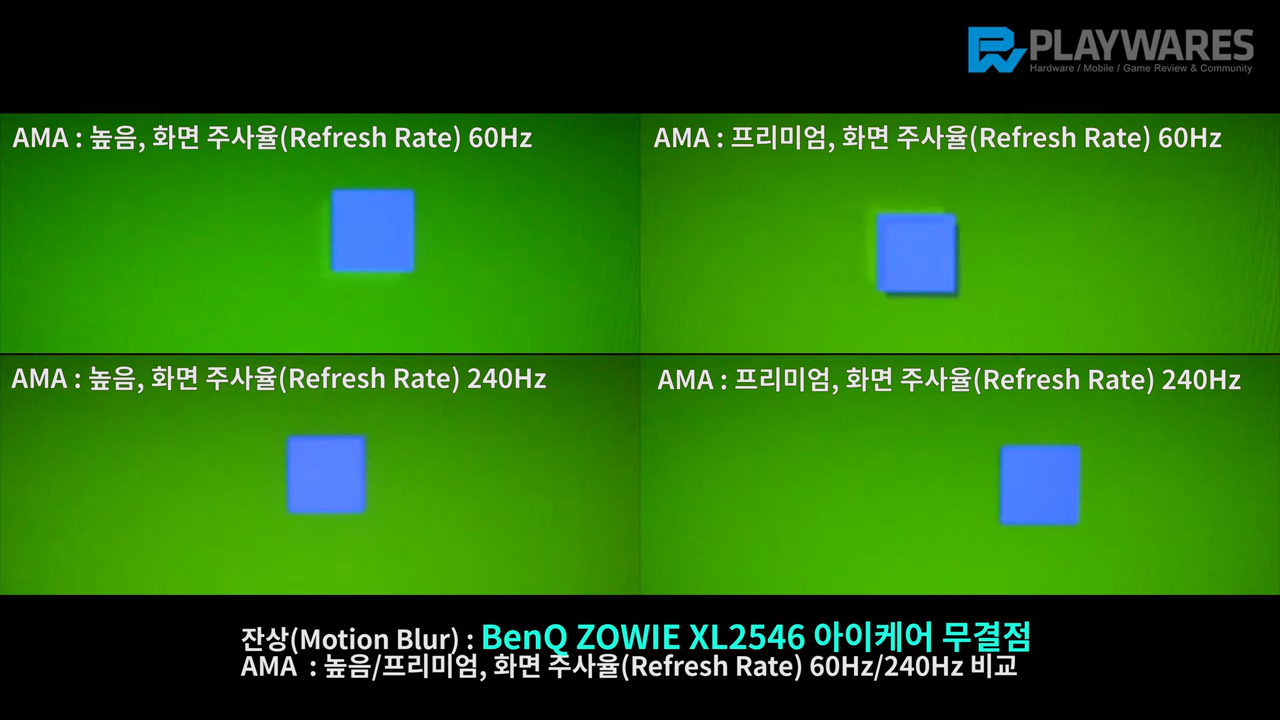 PLAYWARES
Hardware / Mobile / Game Review & Community
AMA : 높음, 화면 주사율(Refresh Rate) 60Hz
AMA : 프리미엄, 화면 주사율(Refresh Rate) 60Hz
AMA : 높음, 화면 주사율(Refresh Rate) 240Hz
AMA : 프리미엄, 화면 주사율(Refresh Rate) 240Hz
잔상(Motion Blur) : BenQ ZOWIE XL2546 아이케어 무결점
AMA : 높음/프리미엄, 화면 주사율(Refresh Rate) 60Hz/240Hz 비교